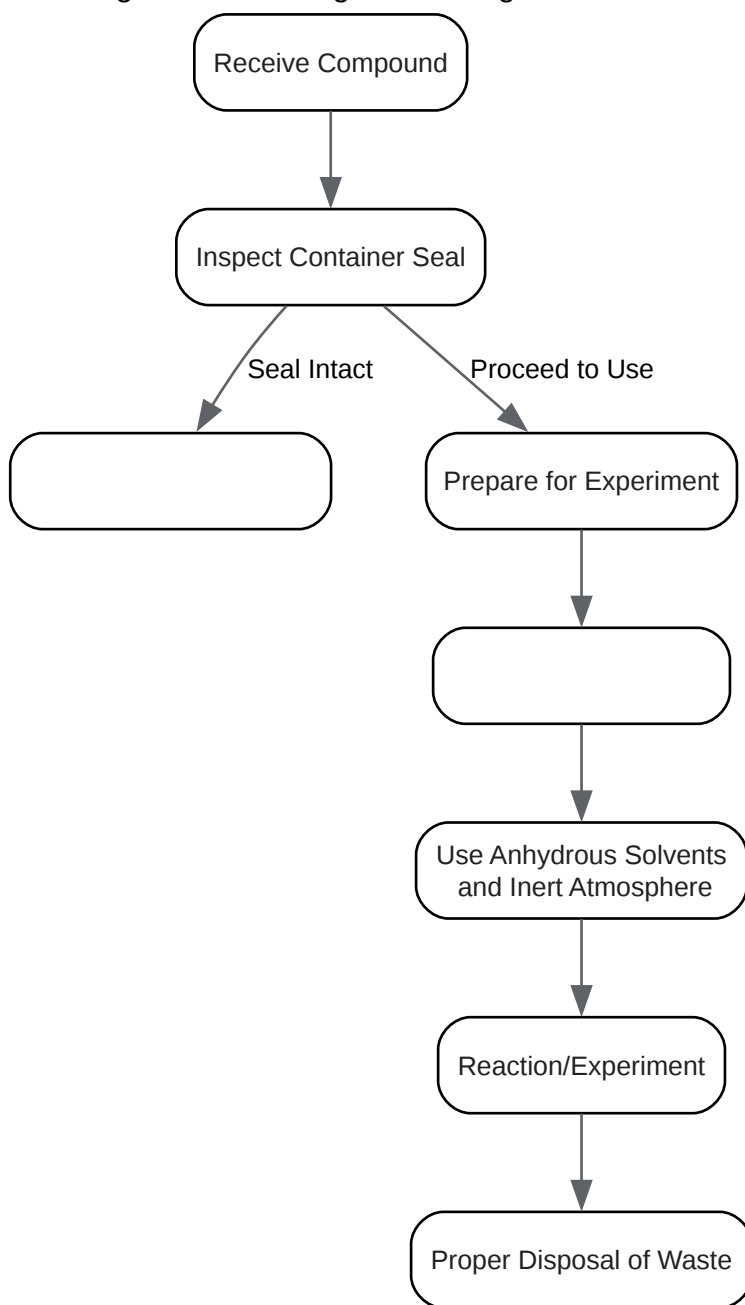 Receive Compound
Inspect Container Seal
Seal Intact
Proceed to Use
Prepare for Experiment
Use Anhydrous Solvents
and Inert Atmosphere
Reaction/Experiment
Proper Disposal of Waste